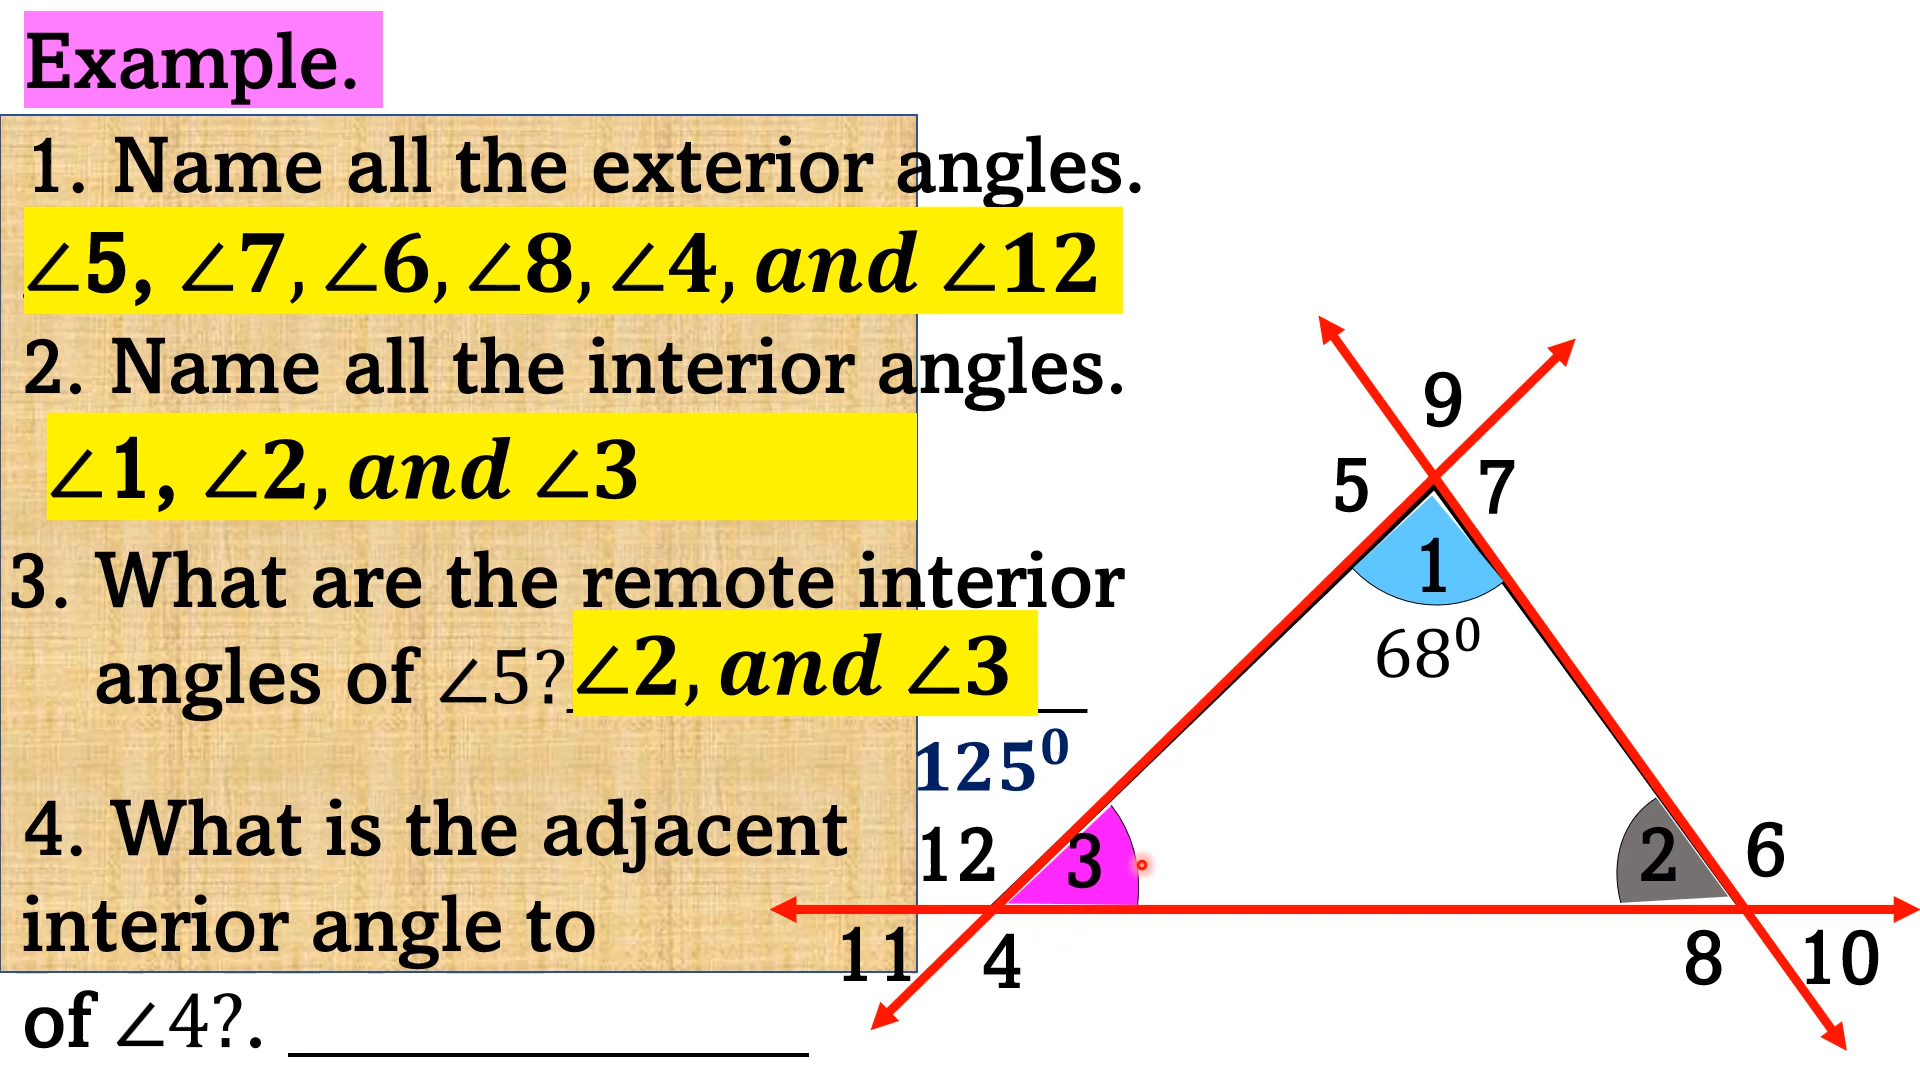 Example.
1. Name all the exterior angles.
∠5, ∠7, ∠6, ∠8, ∠4, and ∠12
2. Name all the interior angles.
∠1, ∠2, and ∠3
3. What are the remote interior
angles of ∠5? ∠2, and ∠3
4. What is the adjacent
interior angle to
of ∠4?.
9
5
7
1
68⁰
125⁰
12
3
2
6
11
4
8
10